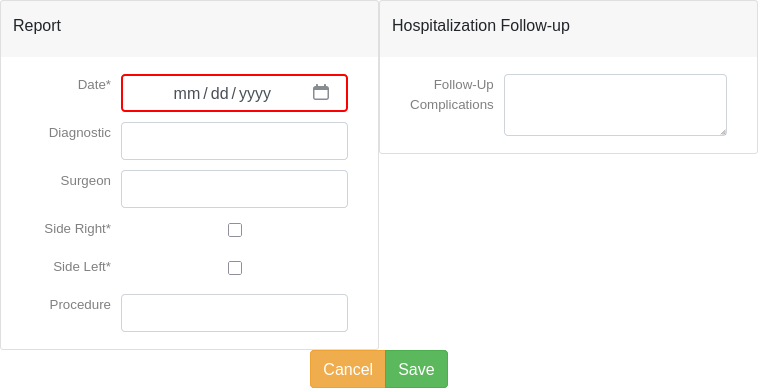 Report
Date*
mm/dd/yyyy
Diagnostic
Surgeon
Side Right*
Side Left*
Procedure
Hospitalization Follow-up
Follow-Up
Complications
Cancel
Save